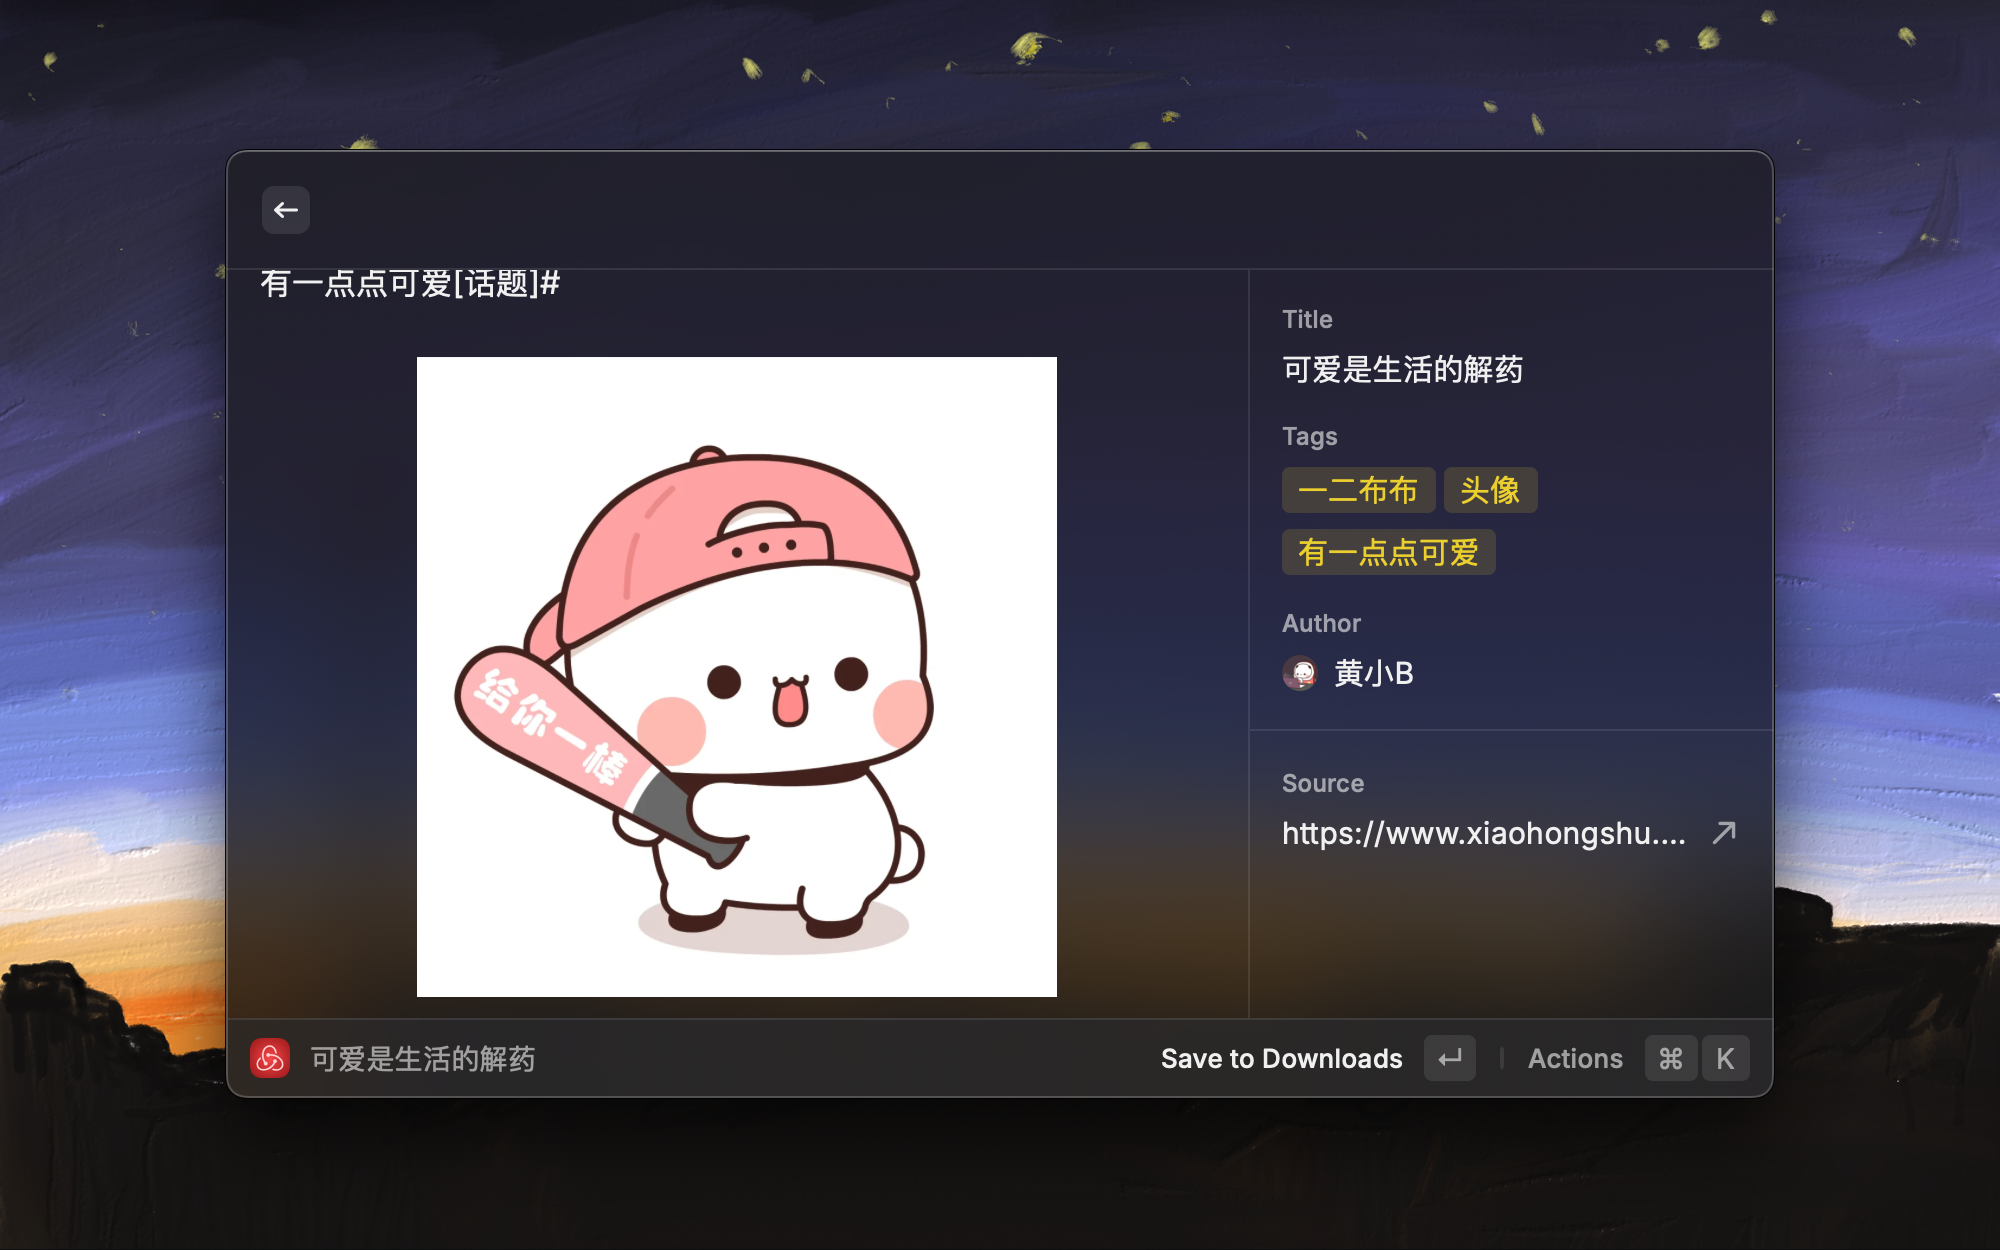 有一点点可爱[话题]#
给你一棒
Title
可爱是生活的解药
Tags
一二布布 头像
有一点点可爱
Author
黄小B
Source
https://www.xiaohongshu....
可爱是生活的解药
Save to Downloads
Actions ⌘ K